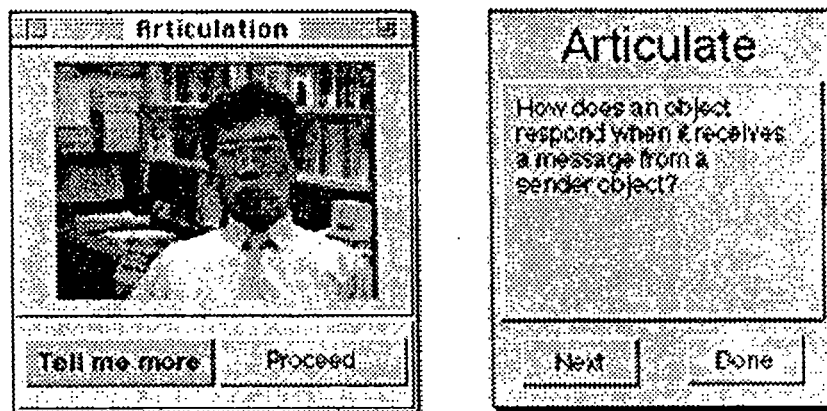 Articulation
Tell me more
Proceed
Articulate
How does an object
respond when it receives
a message from a
sender object?
Next
Done